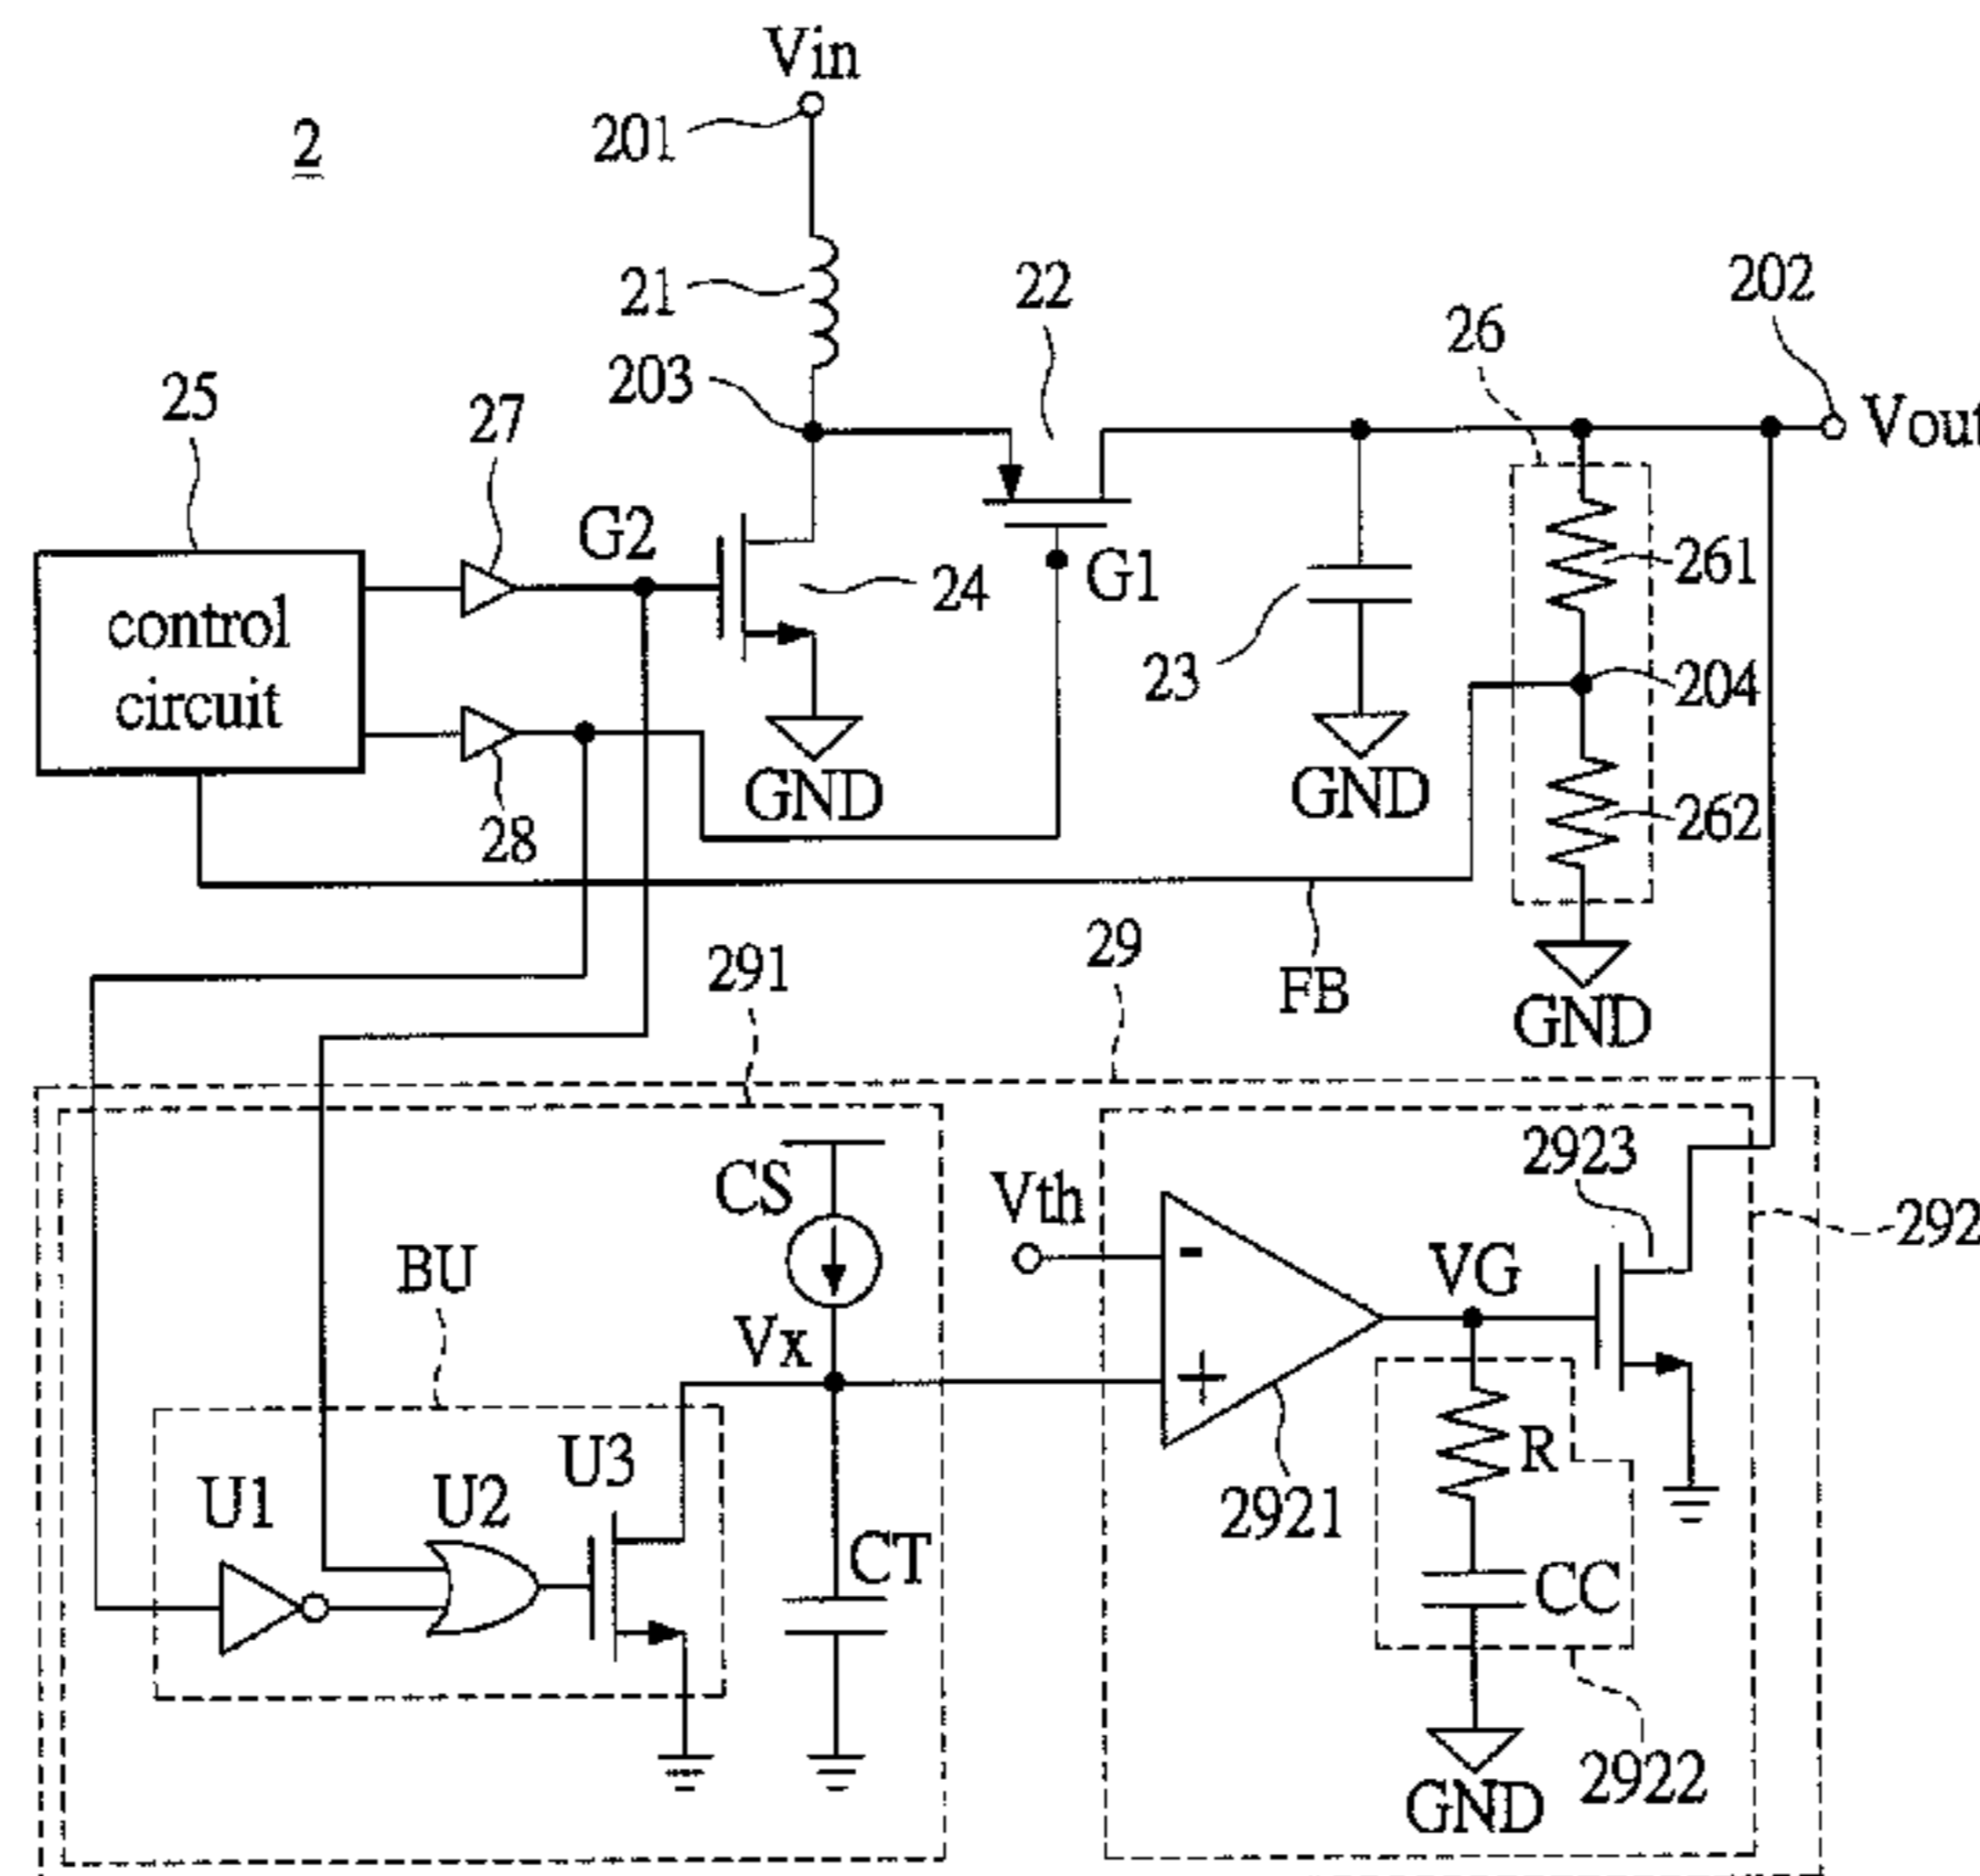 Vin
201
2
21
22
202
26
203
25
27
Vout
G2
G1
261
24
control
circuit
23
204
GND
GND
262
28
29
291
FB
GND
2923
CS
Vth
292
BU
VG
Vx
U3
R
U1
U2
2921
CT
CC
2922
GND